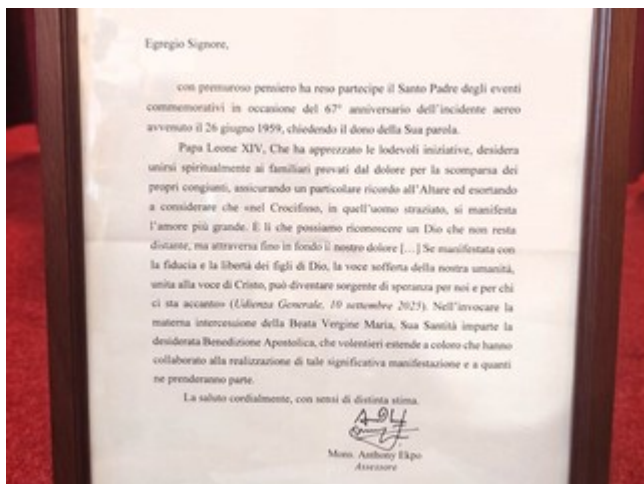 Egregio Signore,
con premuroso pensiero ha reso partecipe il Santo Padre degli eventi
commemorativi in occasione del 67° anniversario dell'incidente aereo
avvenuto il 26 giugno 1959, chiedendo il dono della Sua parola.
Papa Leone XIV, Che ha apprezzato le lodevoli iniziative, desidera
unirsi spiritualmente ai familiari provati dal dolore per la scomparsa dei
propri congiunti, assicurando un particolare ricordo all'Altare ed esortando
a considerare che «nel Crocifisso, in quell'uomo straziato, si manifesta
l'amore più grande. È lì che possiamo riconoscere un Dio che non resta
distante, ma attraversa fino in fondo il nostro dolore […] Se manifestata con
la fiducia e la libertà dei figli di Dio, la voce sofferta della nostra umanità,
unita alla voce di Cristo, può diventare sorgente di speranza per noi e per chi
ci sta accanto» (Udienza Generale, 10 settembre 2025). Nell'invocare la
materna intercessione della Beata Vergine Maria, Sua Santità imparte la
desiderata Benedizione Apostolica, che volentieri estende a coloro che hanno
collaborato alla realizzazione di tale significativa manifestazione e a quanti
ne prenderanno parte.
La saluto cordialmente, con sensi di distinta stima.
Mons. Anthony Ekpo
Assessore